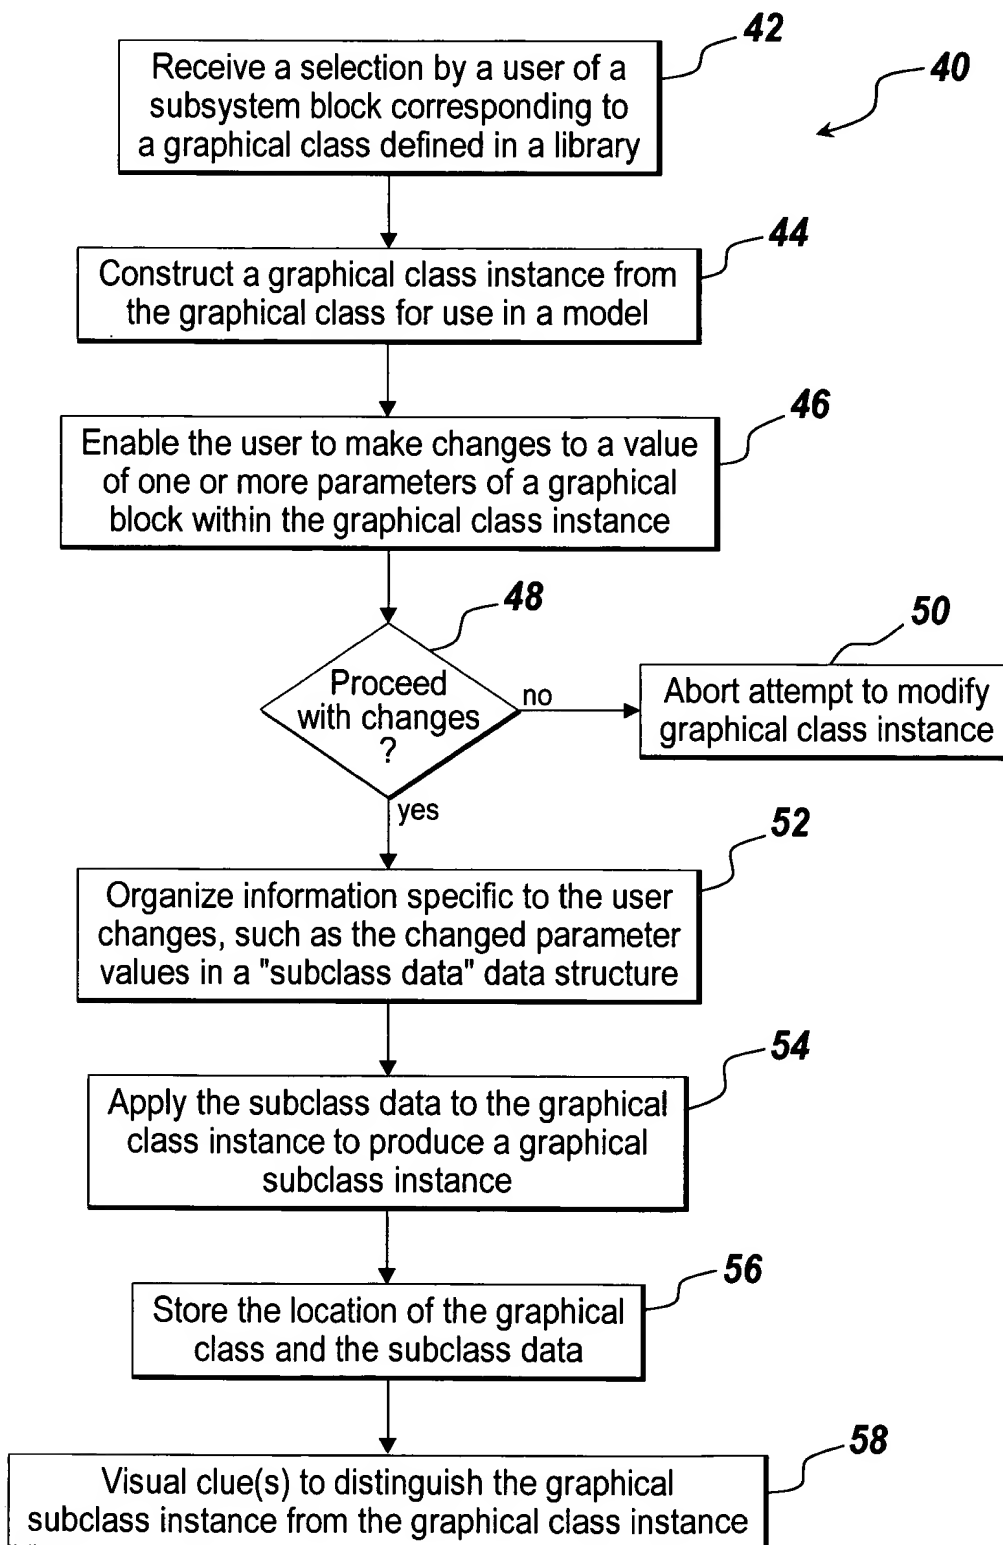 42
Receive a selection by a user of a
subsystem block corresponding to
a graphical class defined in a library
40
44
Construct a graphical class instance from
the graphical class for use in a model
46
Enable the user to make changes to a value
of one or more parameters of a graphical
block within the graphical class instance
48
Proceed
with changes
?
no
50
Abort attempt to modify
graphical class instance
yes
52
Organize information specific to the user
changes, such as the changed parameter
values in a "subclass data" data structure
54
Apply the subclass data to the graphical
class instance to produce a graphical
subclass instance
56
Store the location of the graphical
class and the subclass data
58
Visual clue(s) to distinguish the graphical
subclass instance from the graphical class instance